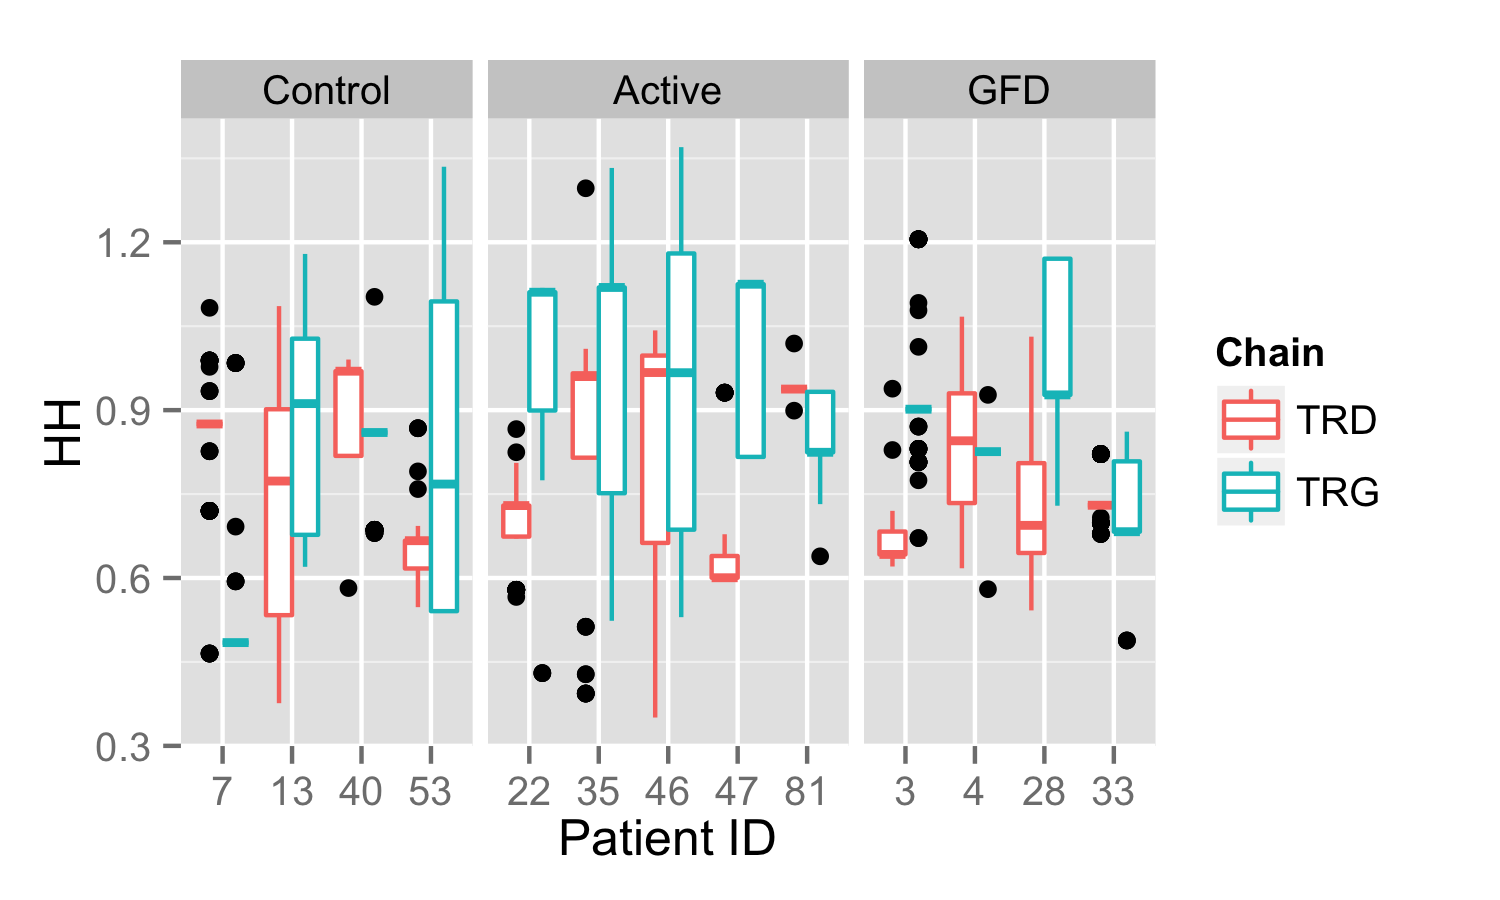 Control Active GFD
HH
1.2
0.9
0.6
0.3
7 13 40 53 22 35 46 47 81 3 4 28 33
Patient ID
Chain
TRD
TRG